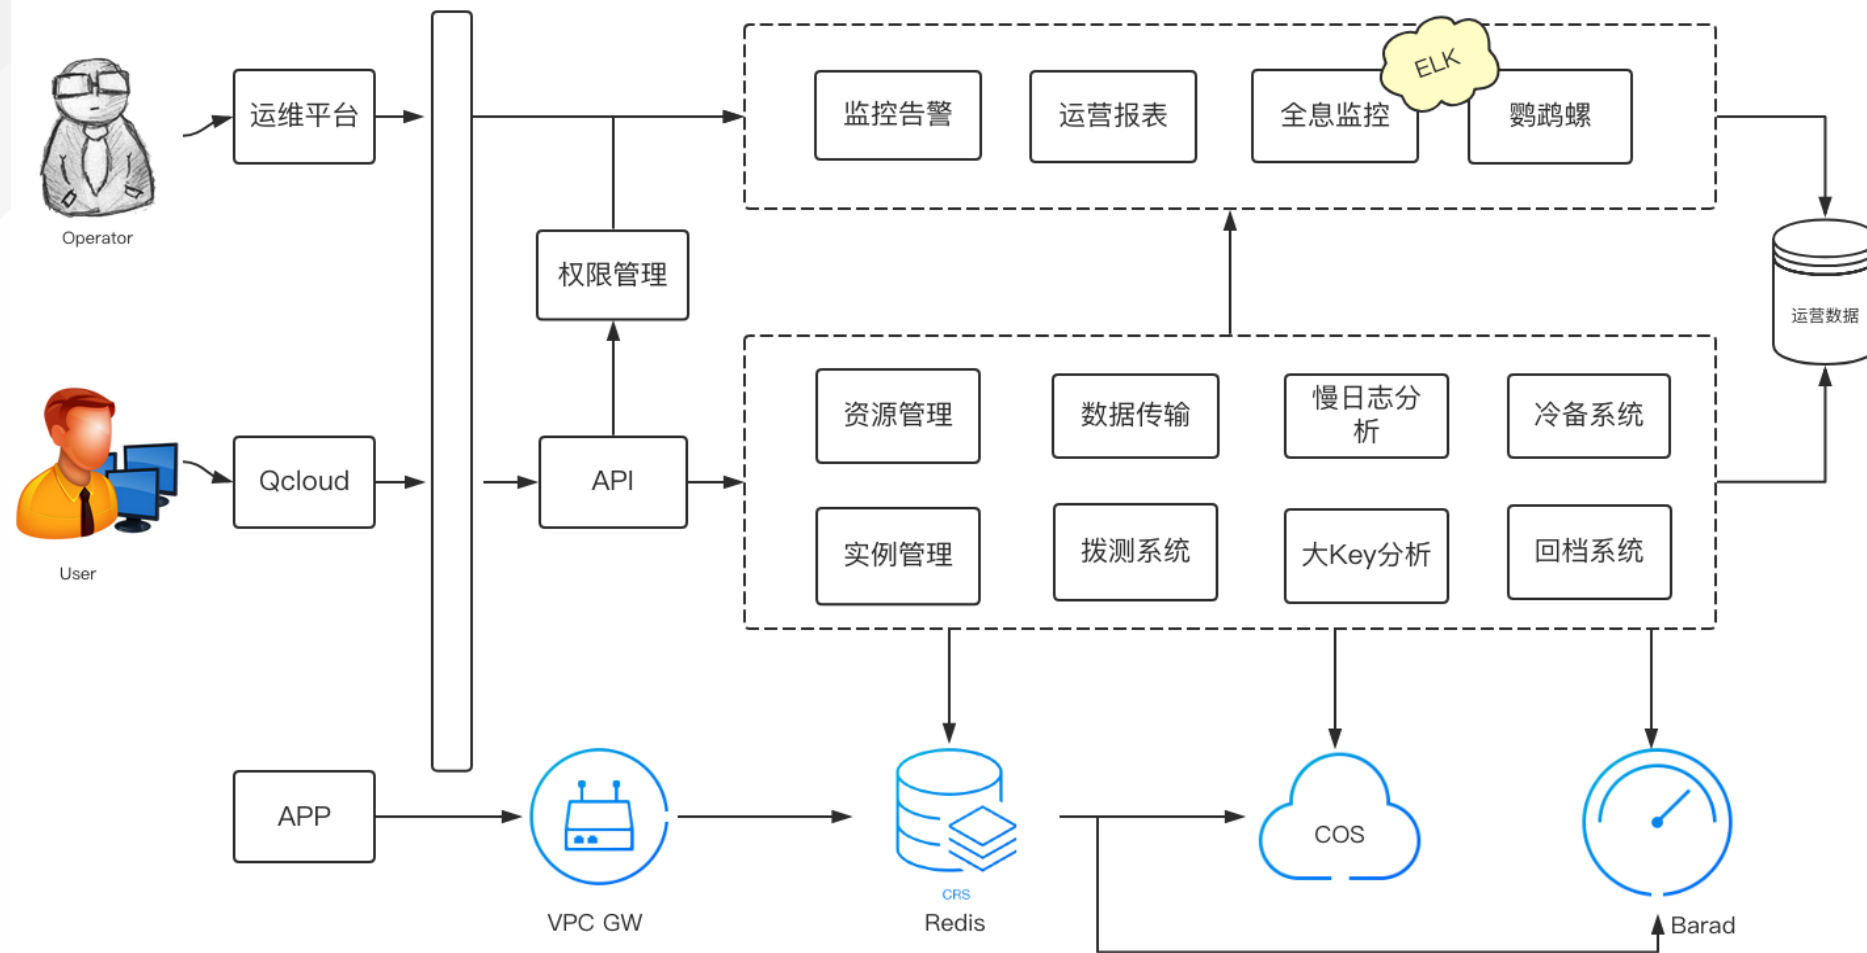 ELK
运维平台
监控告警
运营报表
全息监控
鹦鹉螺
Operator
权限管理
运营数据
资源管理
数据传输
慢日志分
析
冷备系统
Qcloud
API
实例管理
拨测系统
大Key分析
回档系统
User
APP
COS
CRS
VPC GW
Redis
Barad